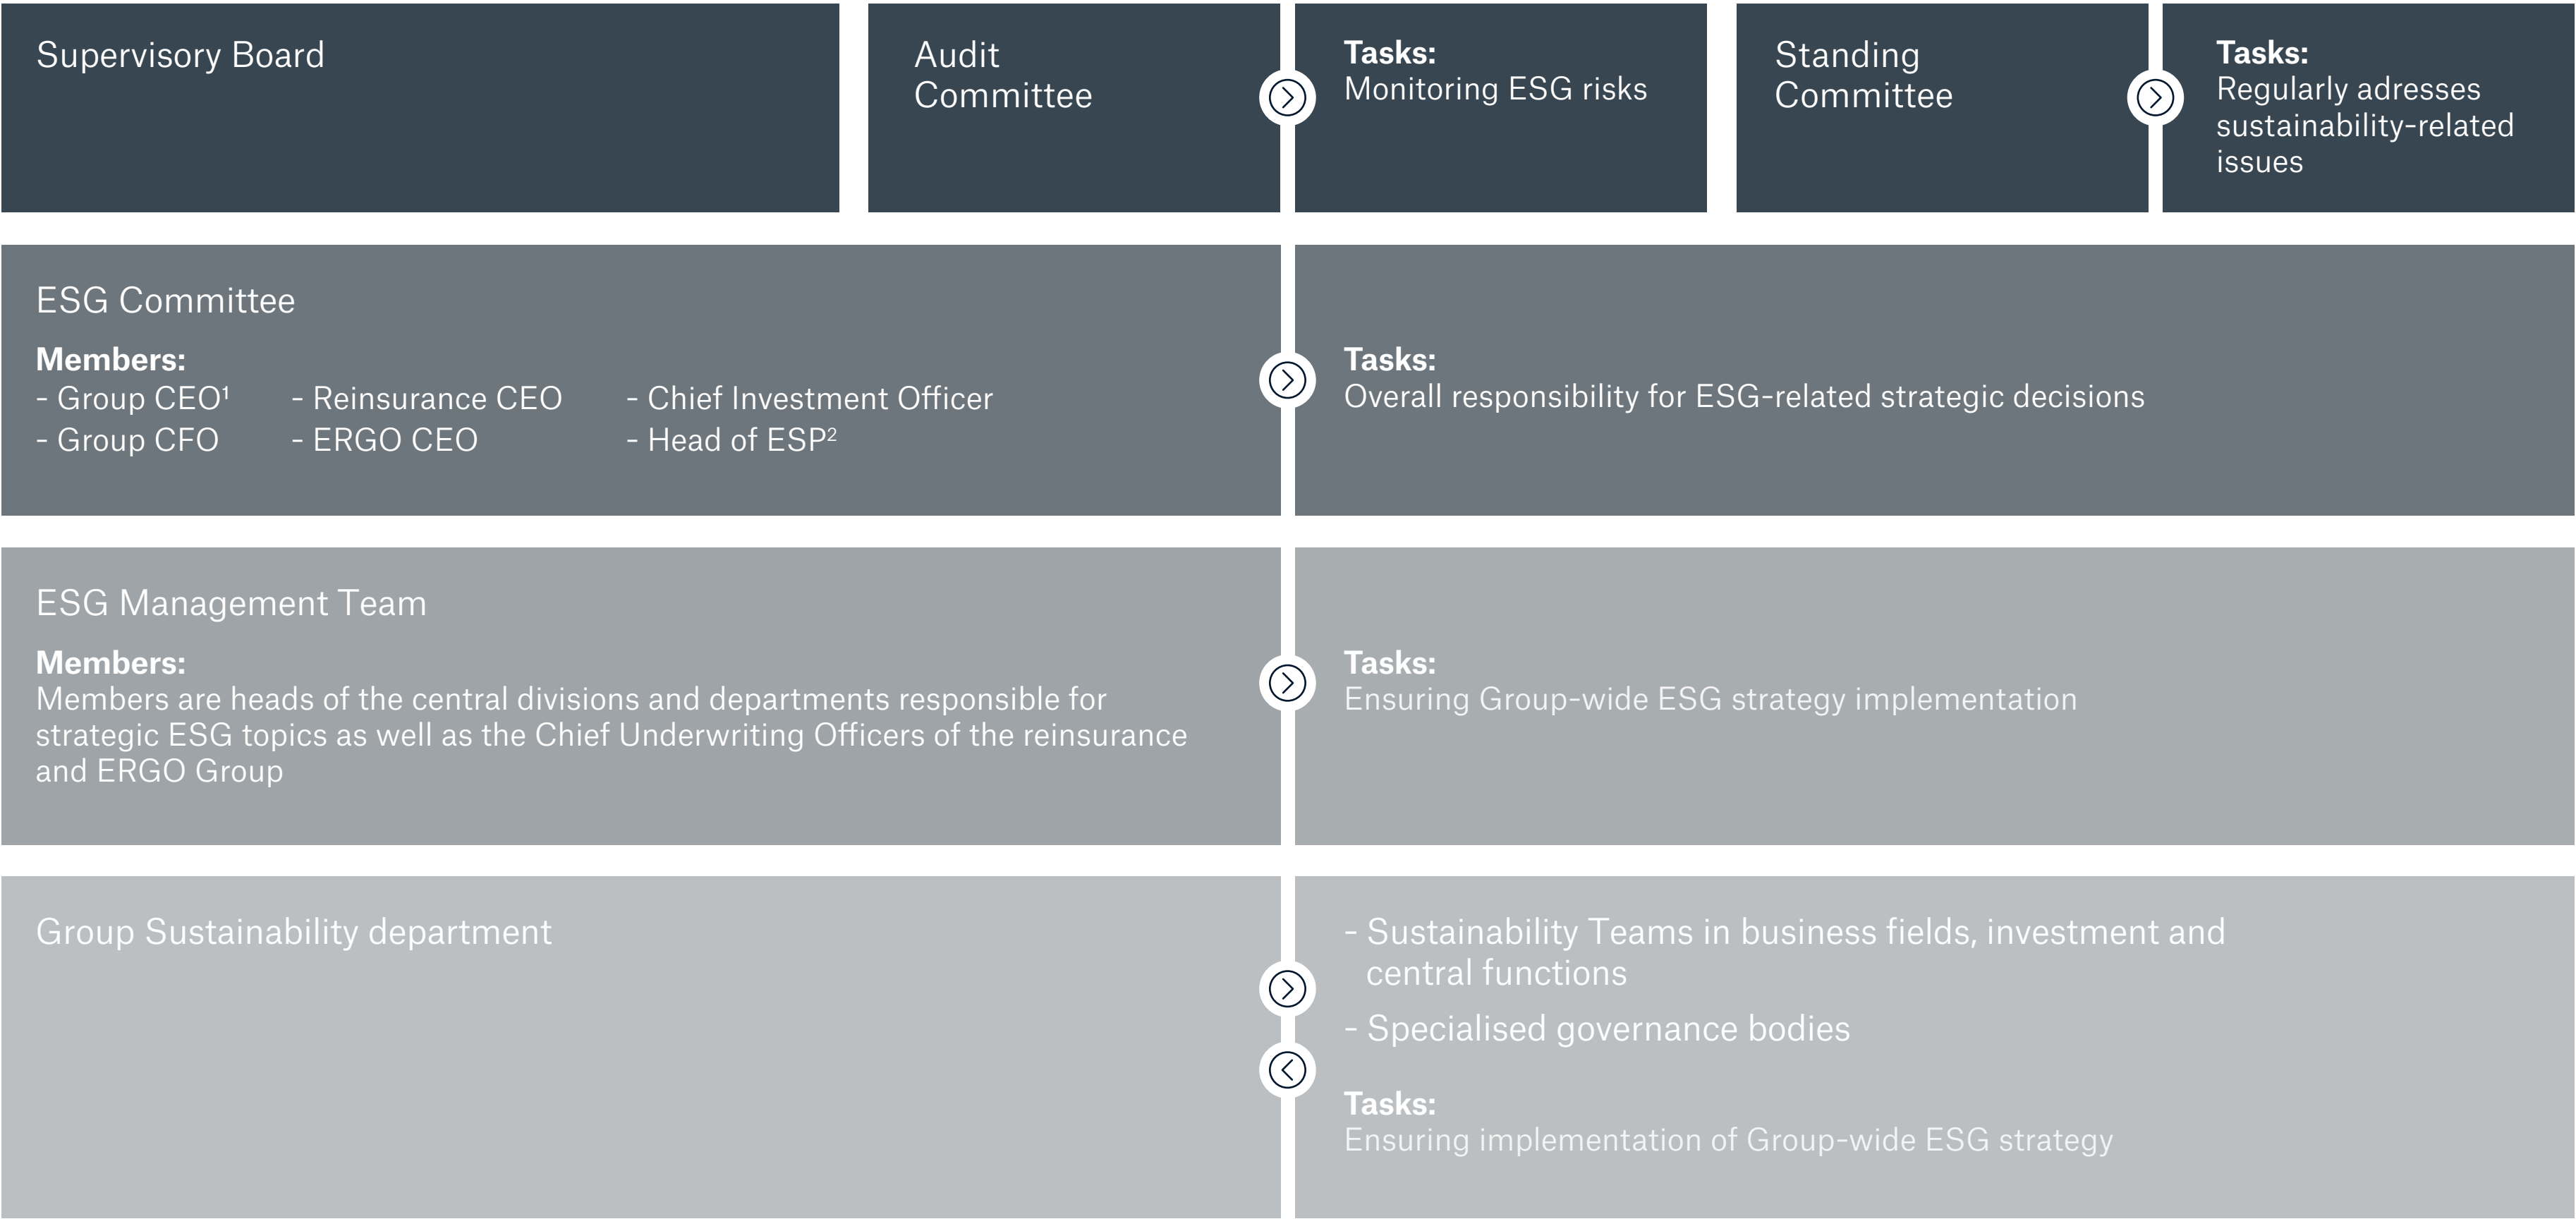 Supervisory Board
Audit
Committee
Tasks:
Monitoring ESG risks
Standing
Committee
Tasks:
Regularly adresses
sustainability-related
issues
ESG Committee
Members:
- Group CEO¹ - Reinsurance CEO - Chief Investment Officer
- Group CFO - ERGO CEO - Head of ESP²
Tasks:
Overall responsibility for ESG-related strategic decisions
ESG Management Team
Members:
Members are heads of the central divisions and departments responsible for
strategic ESG topics as well as the Chief Underwriting Officers of the reinsurance
and ERGO Group
Tasks:
Ensuring Group-wide ESG strategy implementation
Group Sustainability department
- Sustainability Teams in business fields, investment and
central functions
- Specialised governance bodies
Tasks:
Ensuring implementation of Group-wide ESG strategy